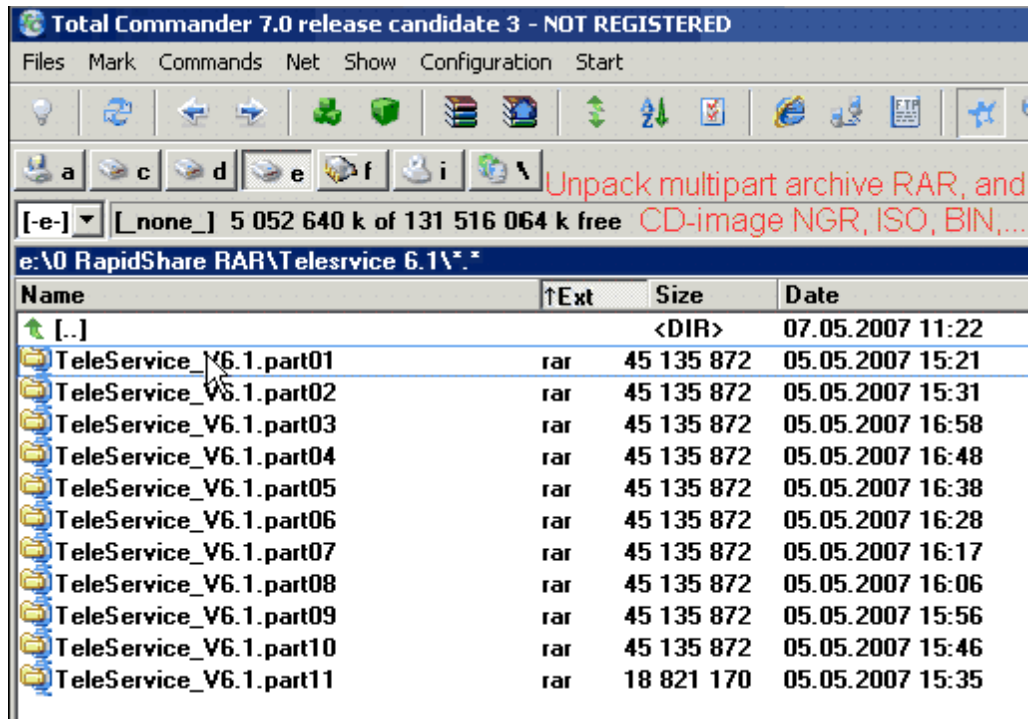 Total Commander 7.0 release candidate 3 - NOT REGISTERED
Files Mark Commands Net Show Configuration Start
FTP
a c d e f i \
Unpack multipart archive RAR, and
[-e-] [_none_] 5 052 640 k of 131 516 064 k free CD-image NGR, ISO, BIN,...
e:\0 RapidShare RAR\Telesrvice 6.1\*.*
Name ↑Ext Size Date
[..] <DIR> 07.05.2007 11:22
TeleService_V6.1.part01 rar 45 135 872 05.05.2007 15:21
TeleService_V6.1.part02 rar 45 135 872 05.05.2007 15:31
TeleService_V6.1.part03 rar 45 135 872 05.05.2007 16:58
TeleService_V6.1.part04 rar 45 135 872 05.05.2007 16:48
TeleService_V6.1.part05 rar 45 135 872 05.05.2007 16:38
TeleService_V6.1.part06 rar 45 135 872 05.05.2007 16:28
TeleService_V6.1.part07 rar 45 135 872 05.05.2007 16:17
TeleService_V6.1.part08 rar 45 135 872 05.05.2007 16:06
TeleService_V6.1.part09 rar 45 135 872 05.05.2007 15:56
TeleService_V6.1.part10 rar 45 135 872 05.05.2007 15:46
TeleService_V6.1.part11 rar 18 821 170 05.05.2007 15:35